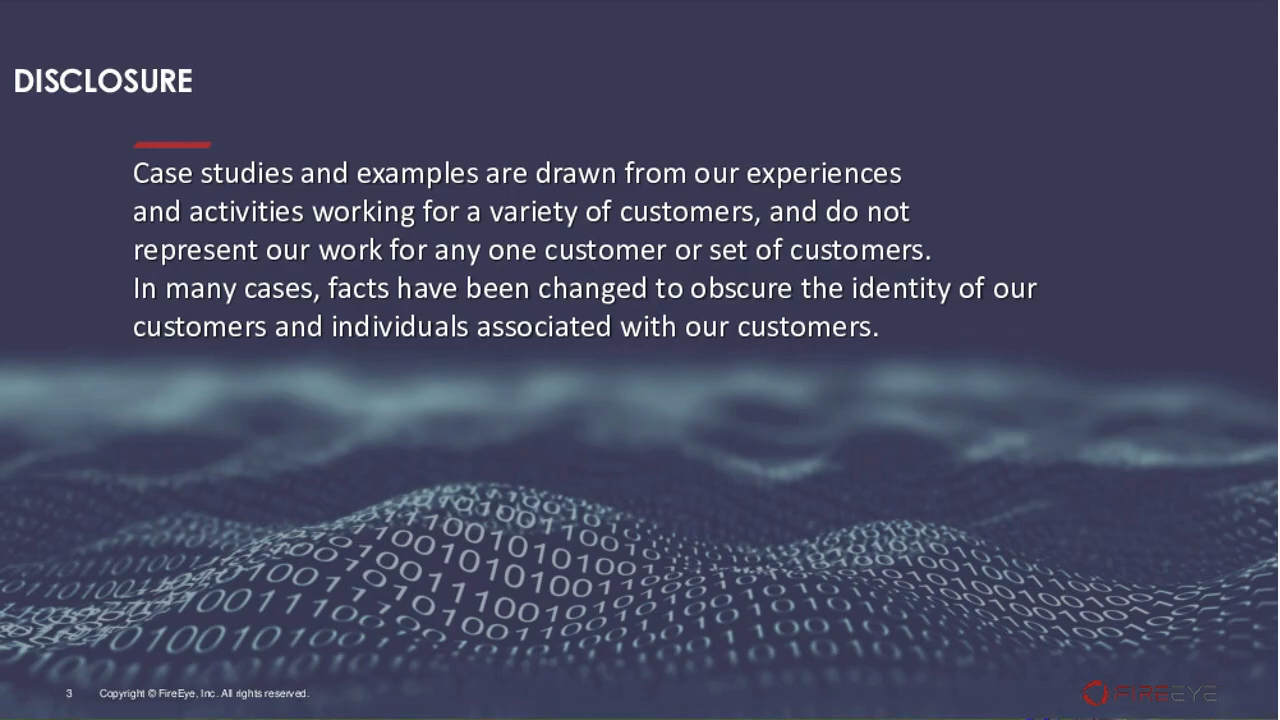 DISCLOSURE
Case studies and examples are drawn from our experiences
and activities working for a variety of customers, and do not
represent our work for any one customer or set of customers.
In many cases, facts have been changed to obscure the identity of our
customers and individuals associated with our customers.
3 Copyright © FireEye, Inc. All rights reserved.
FIREEYE